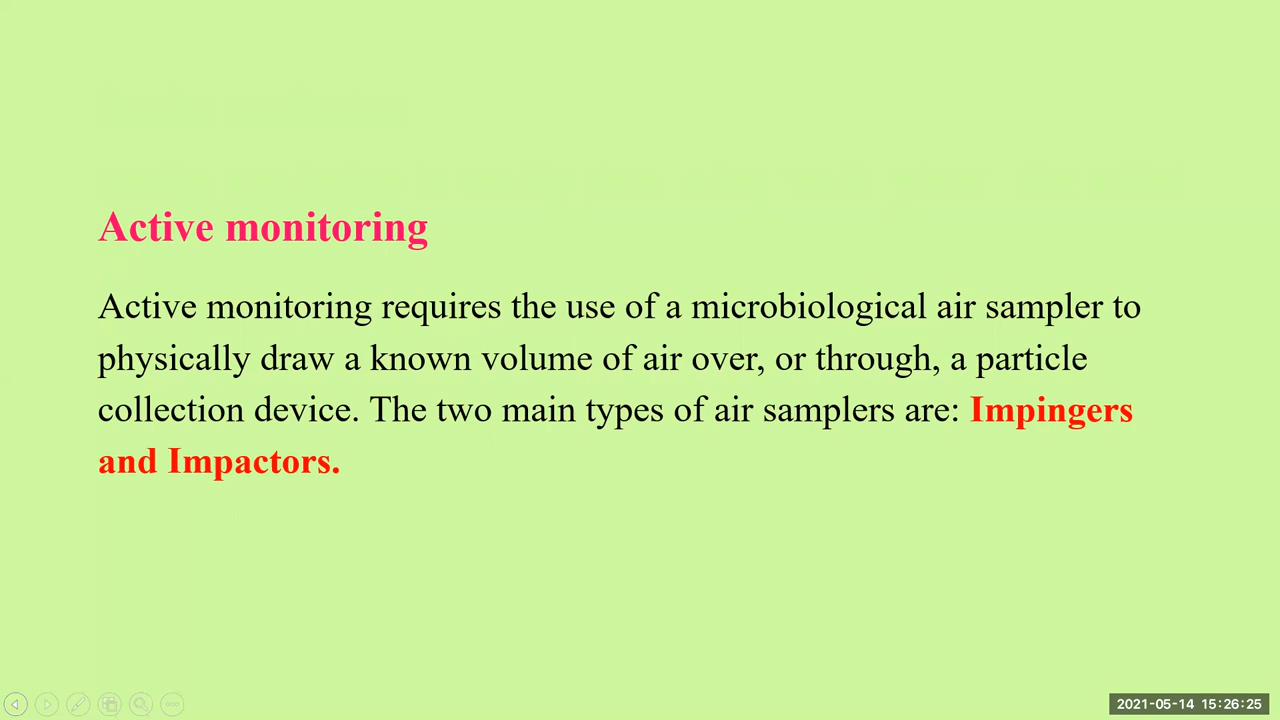 Active monitoring
Active monitoring requires the use of a microbiological air sampler to
physically draw a known volume of air over, or through, a particle
collection device. The two main types of air samplers are: Impingers
and Impactors.
2021-05-14 15:26:25